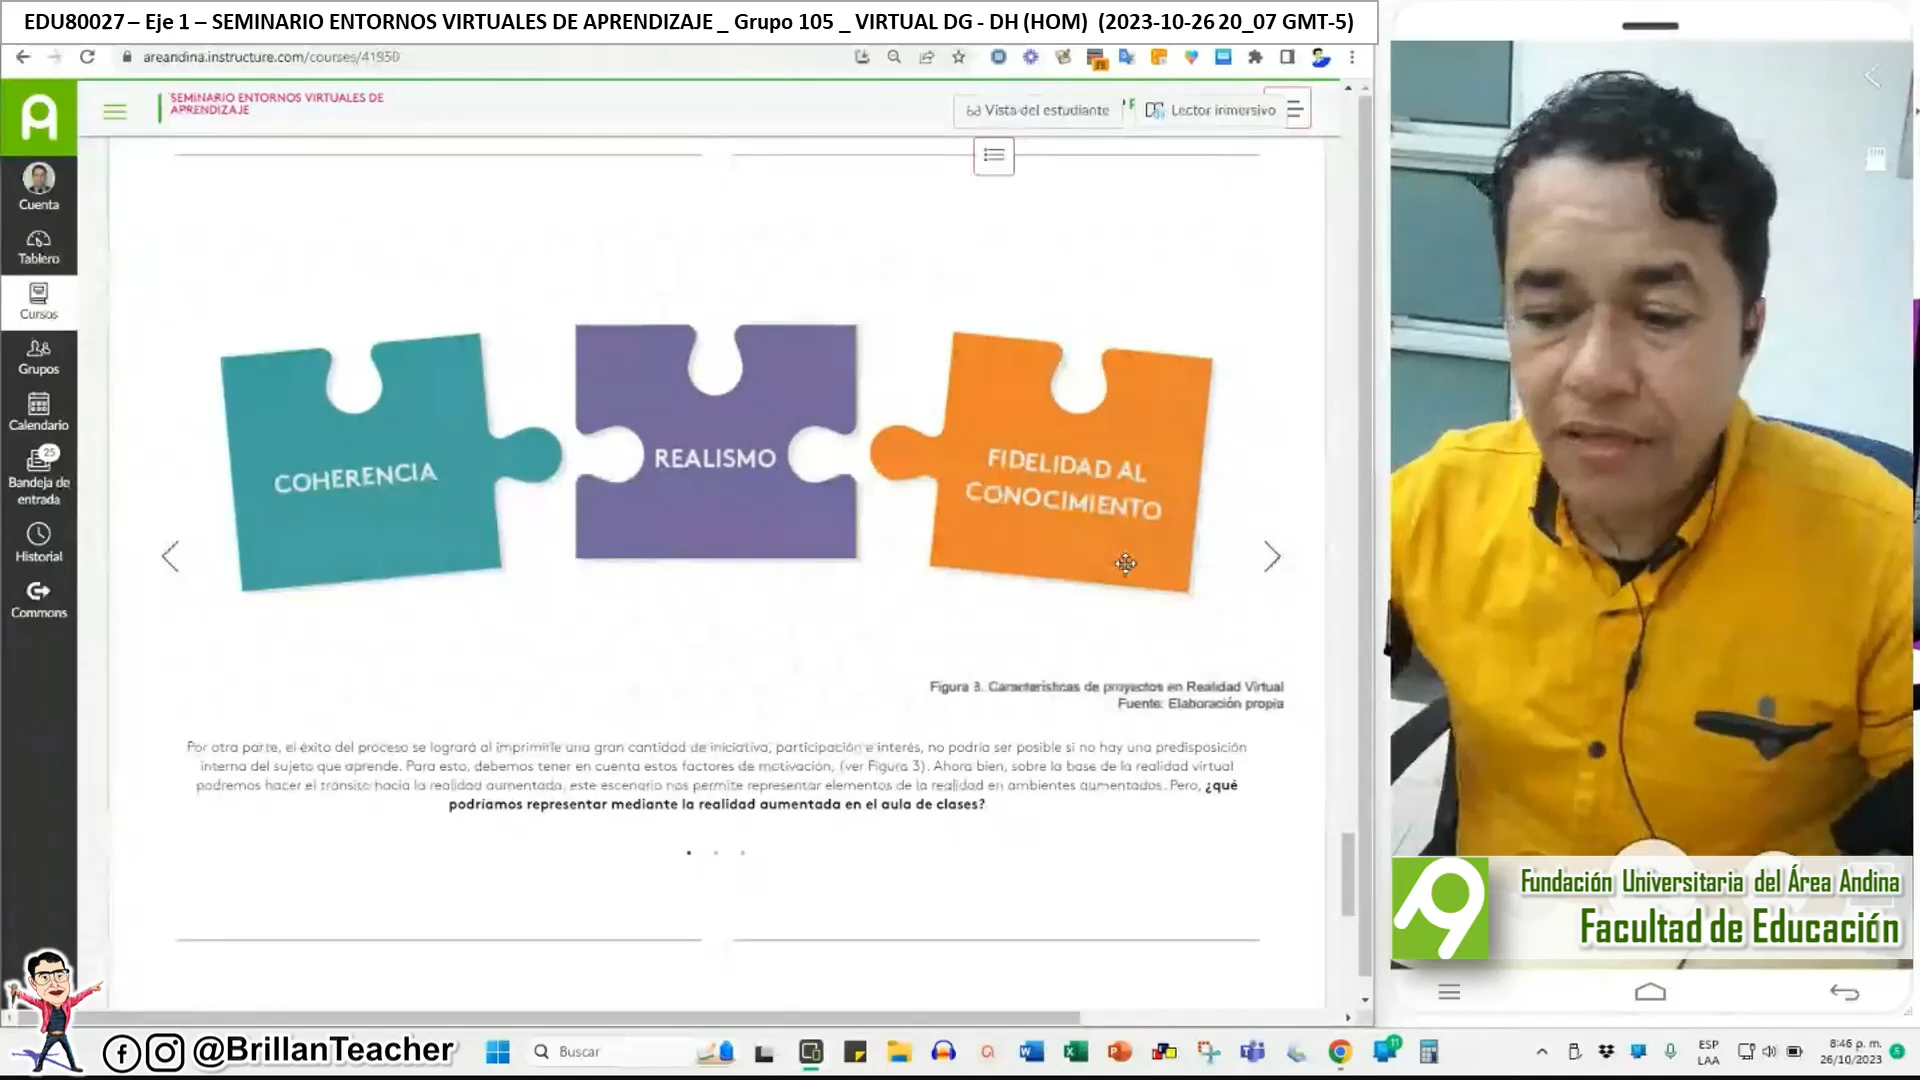 EDU80027 – Eje 1 – SEMINARIO ENTORNOS VIRTUALES DE APRENDIZAJE _ Grupo 105 _ VIRTUAL DG - DH (HOM) (2023-10-26 20_07 GMT-5)
areandina.instructure.com/courses/41950
SEMINARIO ENTORNOS VIRTUALES DE
APRENDIZAJE
Vista del estudiante
Lector inmersivo
Cuenta
Tablero
Cursos
Grupos
Calendario
25
Bandeja de
entrada
Historial
Commons
COHERENCIA
REALISMO
FIDELIDAD AL
CONOCIMIENTO
Figura 3. Características de proyectos en Realidad Virtual
Fuente: Elaboración propia
Por otra parte, el éxito del proceso se logrará al imprimirle una gran cantidad de iniciativa, participación e interés, no podría ser posible si no hay una predisposición
interna del sujeto que aprende. Para esto, debemos tener en cuenta estos factores de motivación, (ver Figura 3). Ahora bien, sobre la base de la realidad virtual
podremos hacer el tránsito hacia la realidad aumentada, este escenario nos permite representar elementos de la realidad en ambientes aumentados. Pero, ¿qué
podríamos representar mediante la realidad aumentada en el aula de clases?
Fundación Universitaria del Área Andina
Facultad de Educación
@BrillanTeacher
Buscar
11
ESP
LAA
8:46 p. m.
26/10/2023